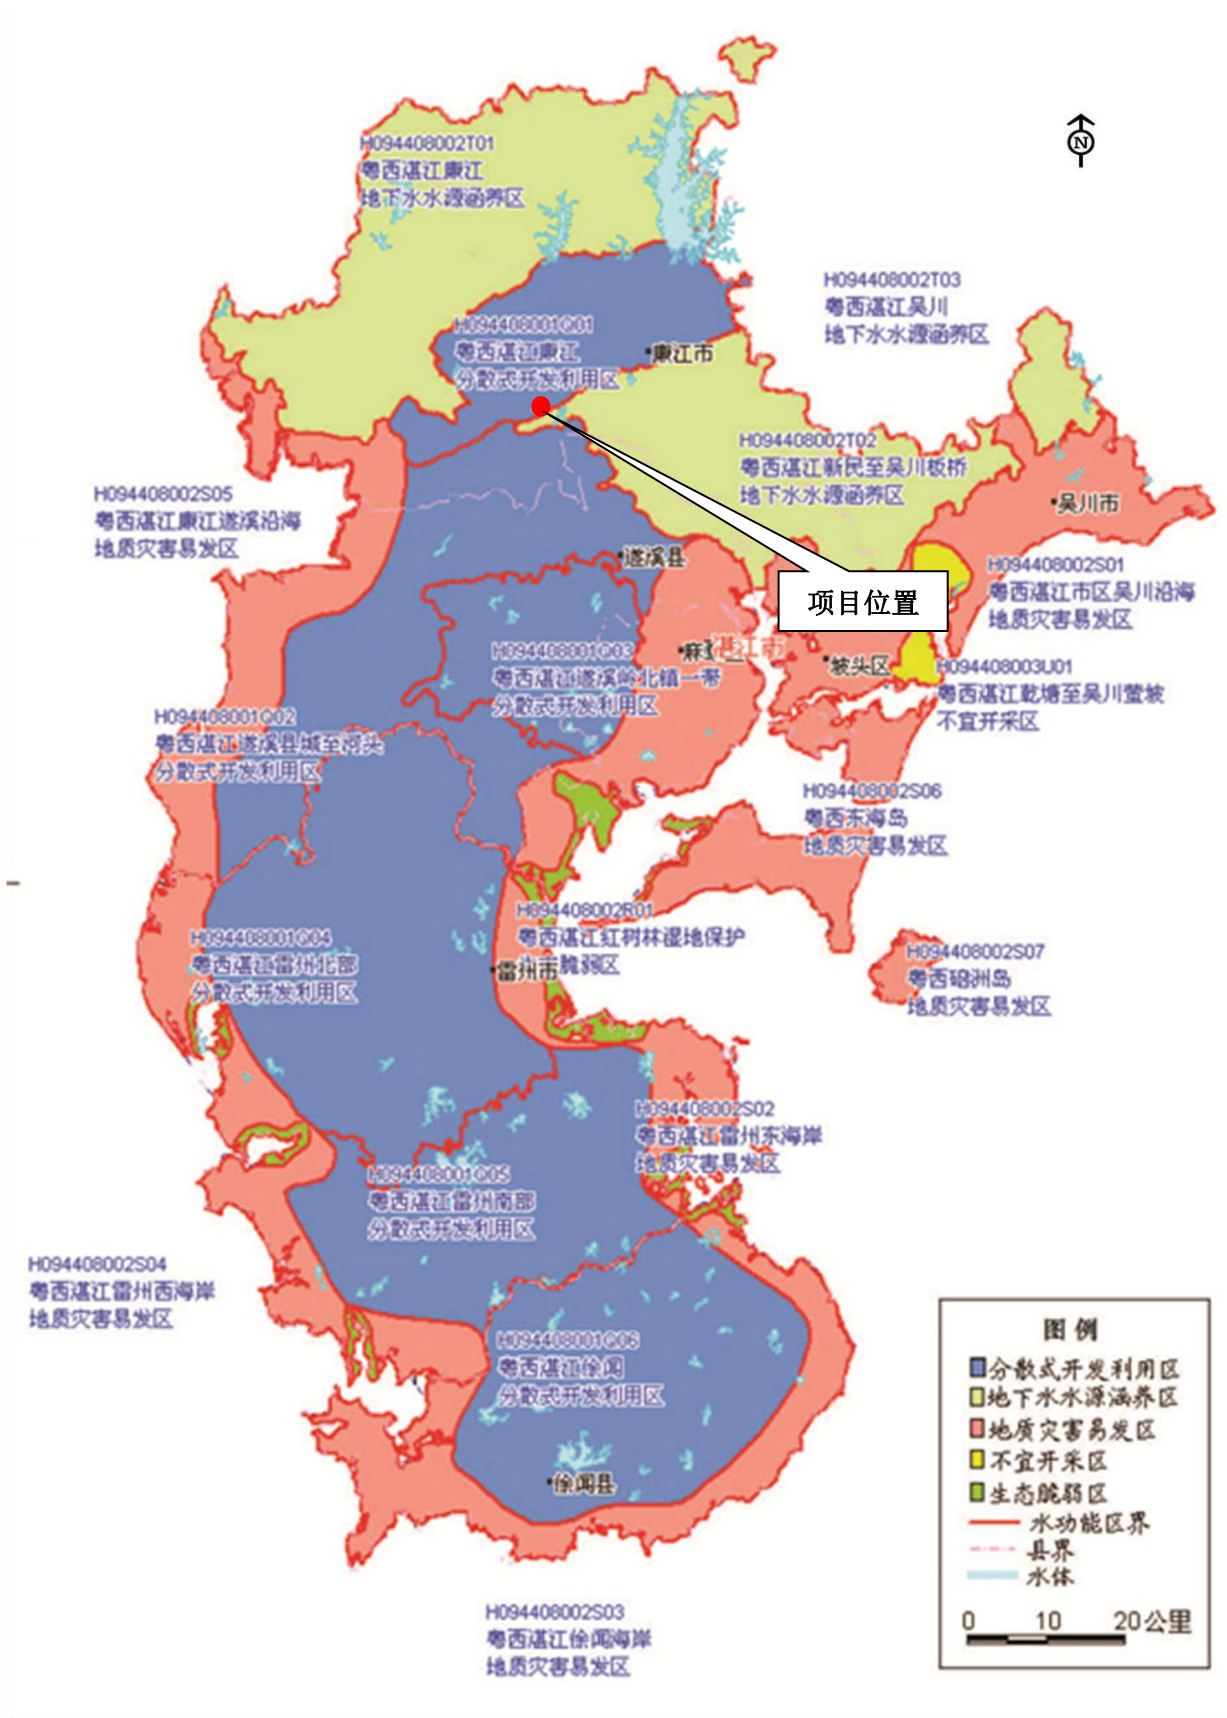 N
H094408002T01
粤西湛江廉江
地下水水源涵养区
H094408002T03
粤西湛江吴川
地下水水源涵养区
H094408001Q01
粤西湛江廉江
分散式开发利用区
廉江市
H094408002T02
粤西湛江新民至吴川板桥
地下水水源涵养区
吴川市
H094408002S05
粤西湛江廉江遂溪沿海
地质灾害易发区
遂溪县
H094408002S01
粤西湛江市区吴川沿海
地质灾害易发区
项目位置
湛江市
坡头区
H094408001Q03
粤西湛江遂溪岭北镇一带
分散式开发利用区
H094408003U01
粤西湛江乾塘至吴川萱坡
不宜开采区
H094408001Q02
粤西湛江遂溪县城至河头
分散式开发利用区
H094408002S06
粤西东海岛
地质灾害易发区
H094408002R01
粤西湛江红树林湿地保护
脆弱区
雷州市
H094408001Q04
粤西湛江雷州北部
分散式开发利用区
H094408002S07
粤西硇洲岛
地质灾害易发区
H094408002S02
粤西湛江雷州东海岸
地质灾害易发区
H094408001Q05
粤西湛江雷州南部
分散式开发利用区
H094408002S04
粤西湛江雷州西海岸
地质灾害易发区
H094408001Q06
粤西湛江徐闻
分散式开发利用区
徐闻县
H094408002S03
粤西湛江徐闻海岸
地质灾害易发区
图例
分散式开发利用区
地下水水源涵养区
地质灾害易发区
不宜开采区
生态脆弱区
水功能区界
县界
水体
0 10 20公里